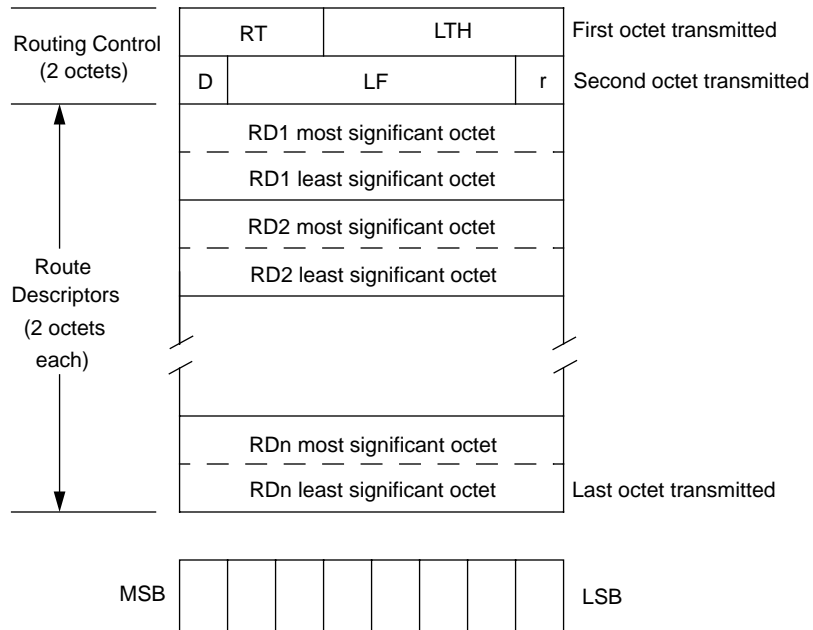 Routing Control
(2 octets)
RT
LTH
First octet transmitted
D
LF
r
Second octet transmitted
RD1 most significant octet
RD1 least significant octet
RD2 most significant octet
RD2 least significant octet
Route
Descriptors
(2 octets
each)
RDn most significant octet
RDn least significant octet
Last octet transmitted
MSB
LSB